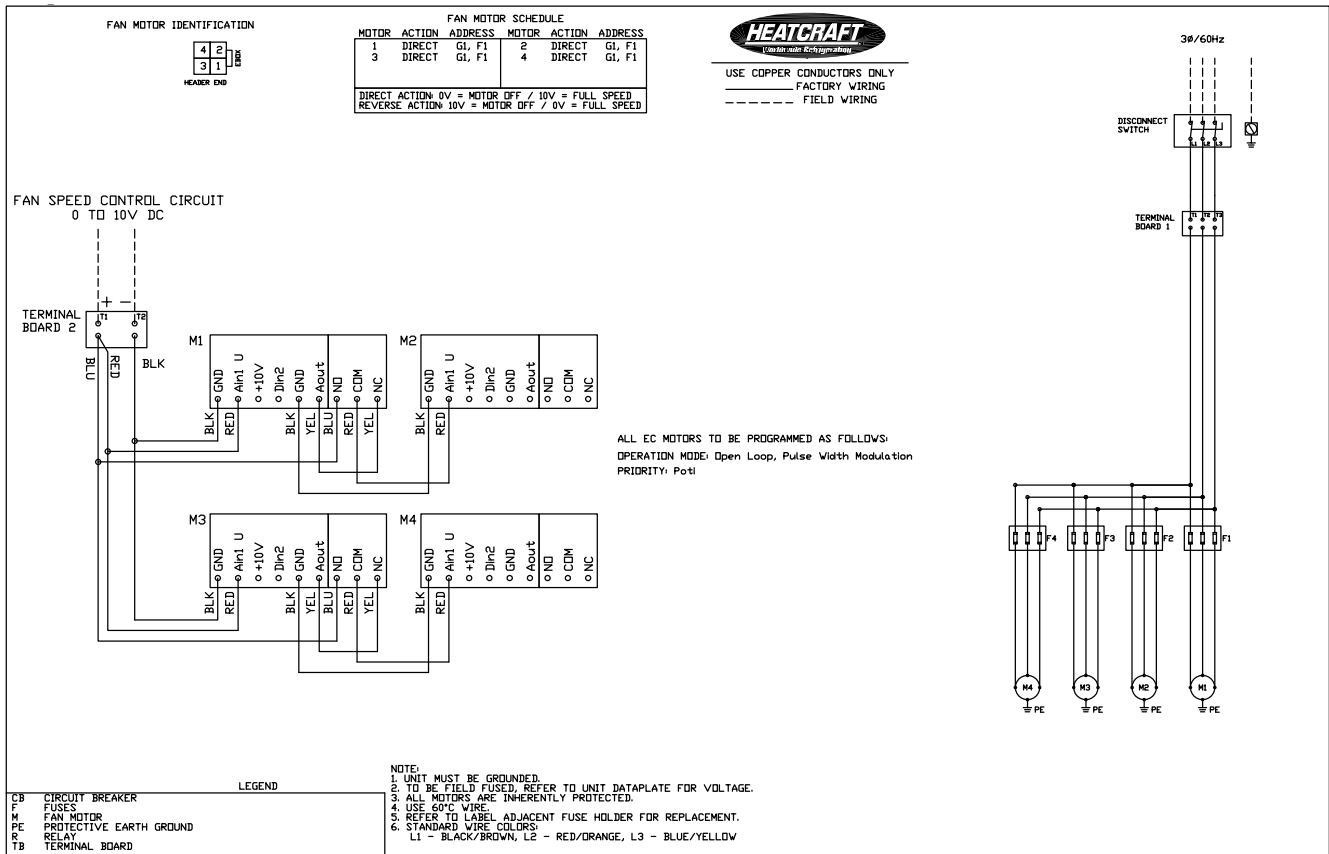 FAN MOTOR IDENTIFICATION
4 2
3 1
EBOX
HEADER END
FAN MOTOR SCHEDULE
MOTOR ACTION ADDRESS MOTOR ACTION ADDRESS
1 DIRECT G1, F1 2 DIRECT G1, F1
3 DIRECT G1, F1 4 DIRECT G1, F1
DIRECT ACTION: 0V = MOTOR OFF / 10V = FULL SPEED
REVERSE ACTION: 10V = MOTOR OFF / 0V = FULL SPEED
HEATCRAFT
Worldwide Refrigeration
USE COPPER CONDUCTORS ONLY
FACTORY WIRING
FIELD WIRING
3Ø/60Hz
DISCONNECT
SWITCH
L1 L2 L3
TERMINAL
BOARD 1
T1 T2 T3
FAN SPEED CONTROL CIRCUIT
0 TO 10V DC
+ -
TERMINAL
BOARD 2
T1 T2
BLU RED BLK
M1
GND Ain1 U +10V Din2 GND Aout NO COM NC
BLK RED BLK YEL BLU RED YEL
M2
GND Ain1 U +10V Din2 GND Aout NO COM NC
BLK RED
ALL EC MOTORS TO BE PROGRAMMED AS FOLLOWS:
OPERATION MODE: Open Loop, Pulse Width Modulation
PRIORITY: Poti
M3
GND Ain1 U +10V Din2 GND Aout NO COM NC
BLK RED BLK YEL BLU RED YEL
M4
GND Ain1 U +10V Din2 GND Aout NO COM NC
BLK RED
F4 F3 F2 F1
M4 M3 M2 M1
PE PE PE PE
LEGEND
CB CIRCUIT BREAKER
F FUSES
M FAN MOTOR
PE PROTECTIVE EARTH GROUND
R RELAY
TB TERMINAL BOARD
NOTE:
1. UNIT MUST BE GROUNDED.
2. TO BE FIELD FUSED, REFER TO UNIT DATAPLATE FOR VOLTAGE.
3. ALL MOTORS ARE INHERENTLY PROTECTED.
4. USE 60°C WIRE.
5. REFER TO LABEL ADJACENT FUSE HOLDER FOR REPLACEMENT.
6. STANDARD WIRE COLORS:
L1 - BLACK/BROWN, L2 - RED/ORANGE, L3 - BLUE/YELLOW